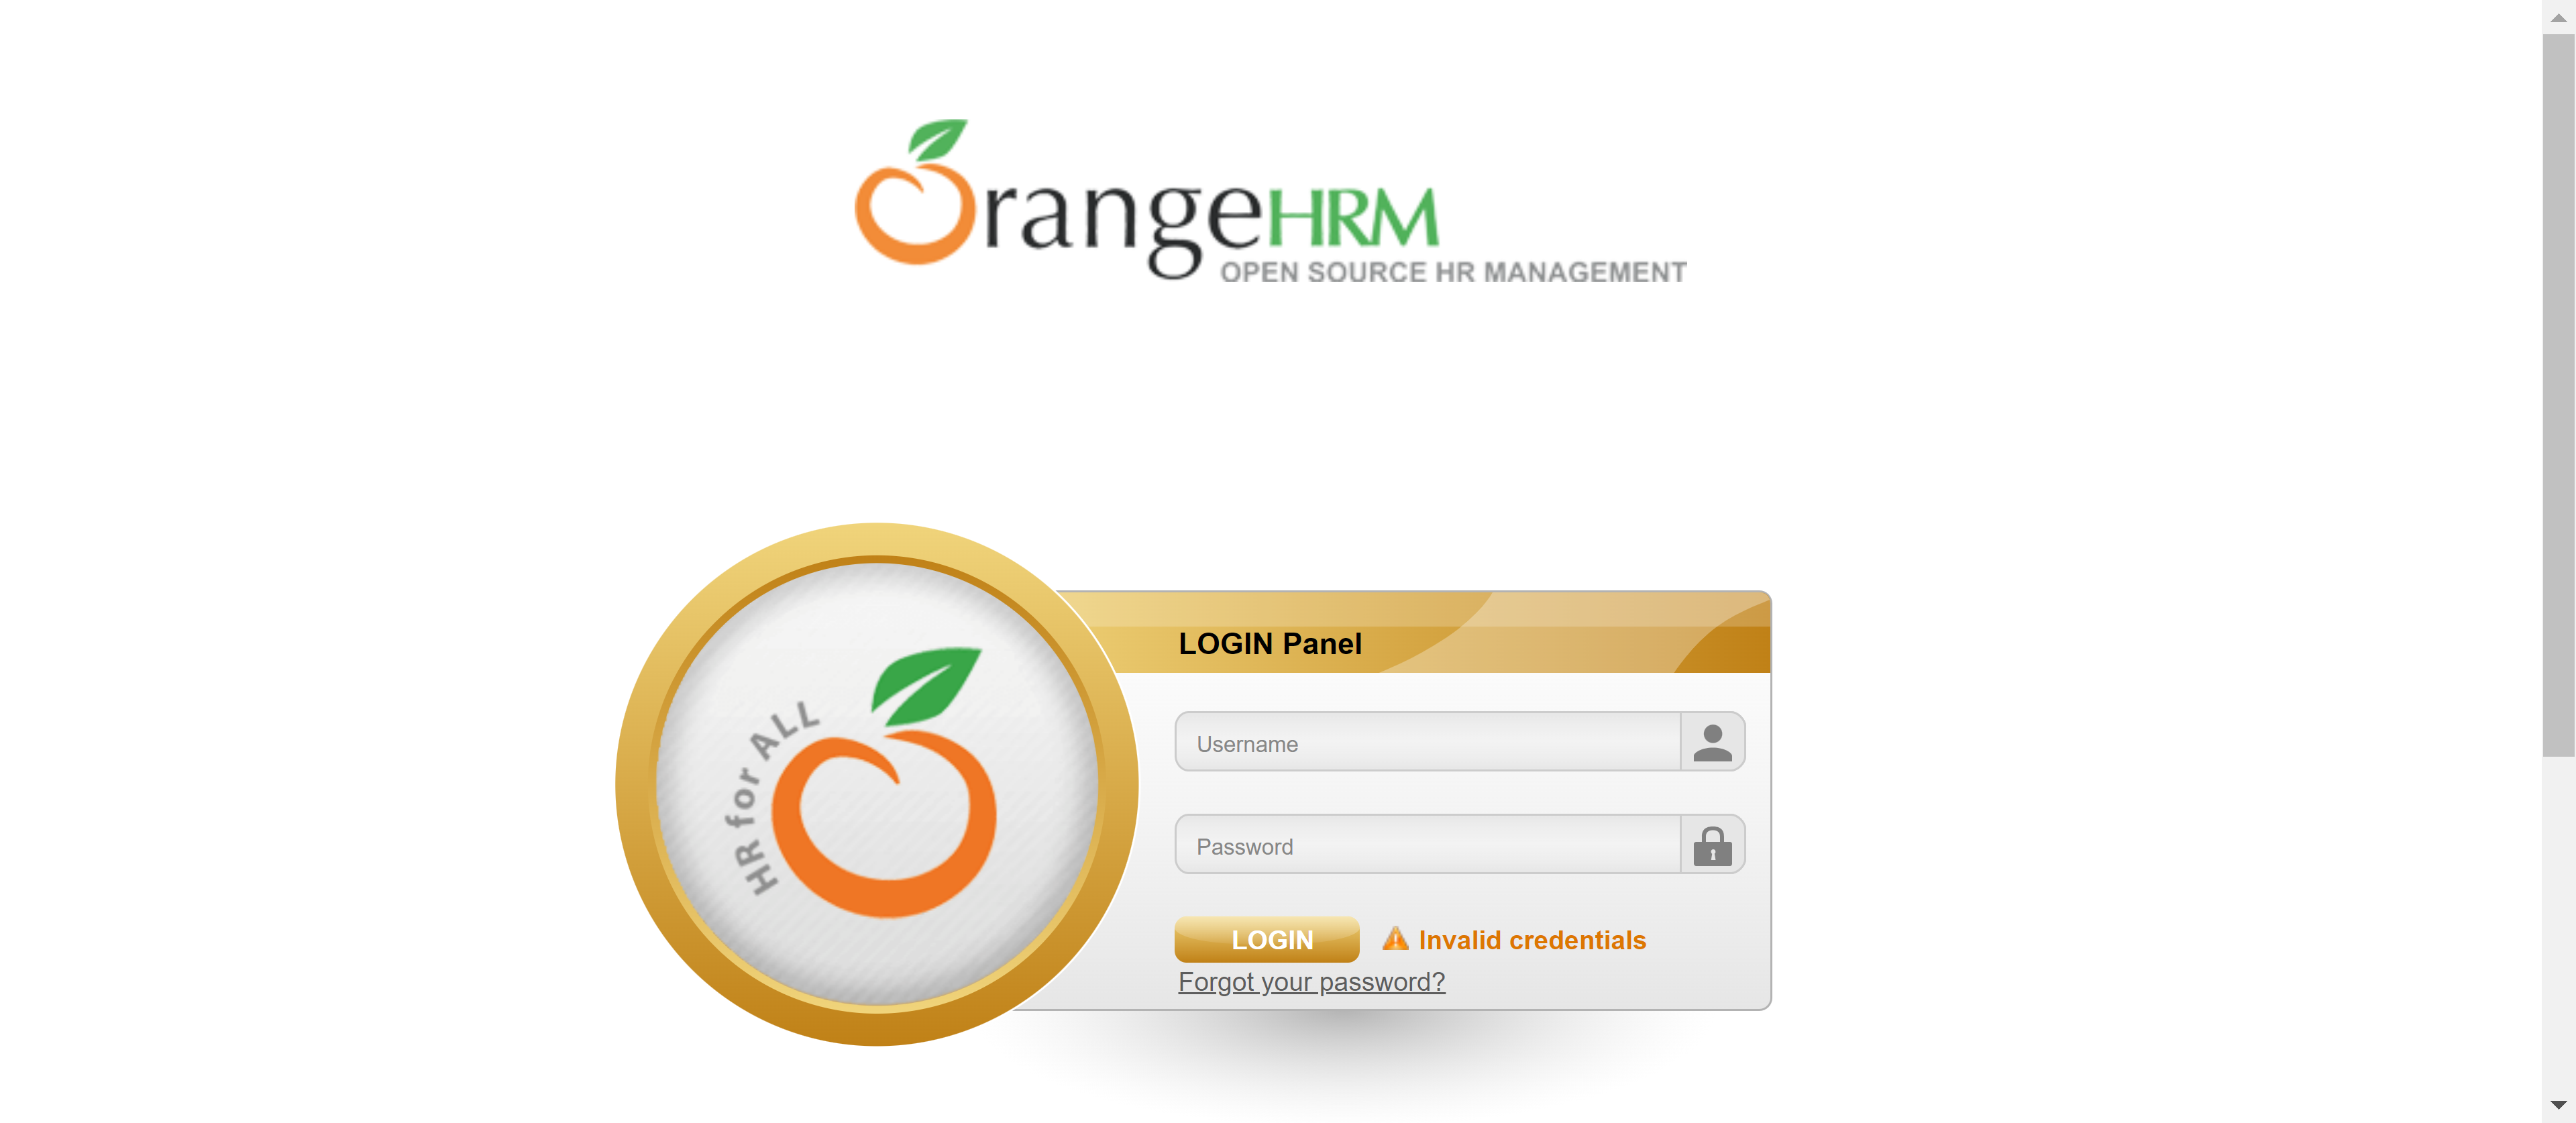 OrangeHRM
OPEN SOURCE HR MANAGEMENT
HR for ALL
LOGIN Panel
Username
Password
LOGIN
Invalid credentials
Forgot your password?